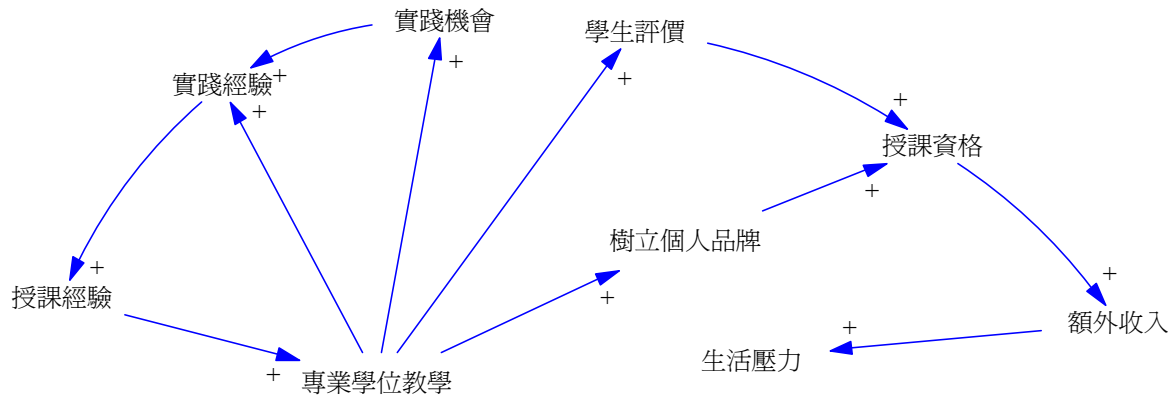 實踐機會
學生評價
+
+
實踐經驗
+
+
+
授課資格
+
樹立個人品牌
+
授課經驗
+
+
額外收入
+
生活壓力
+
專業學位教學